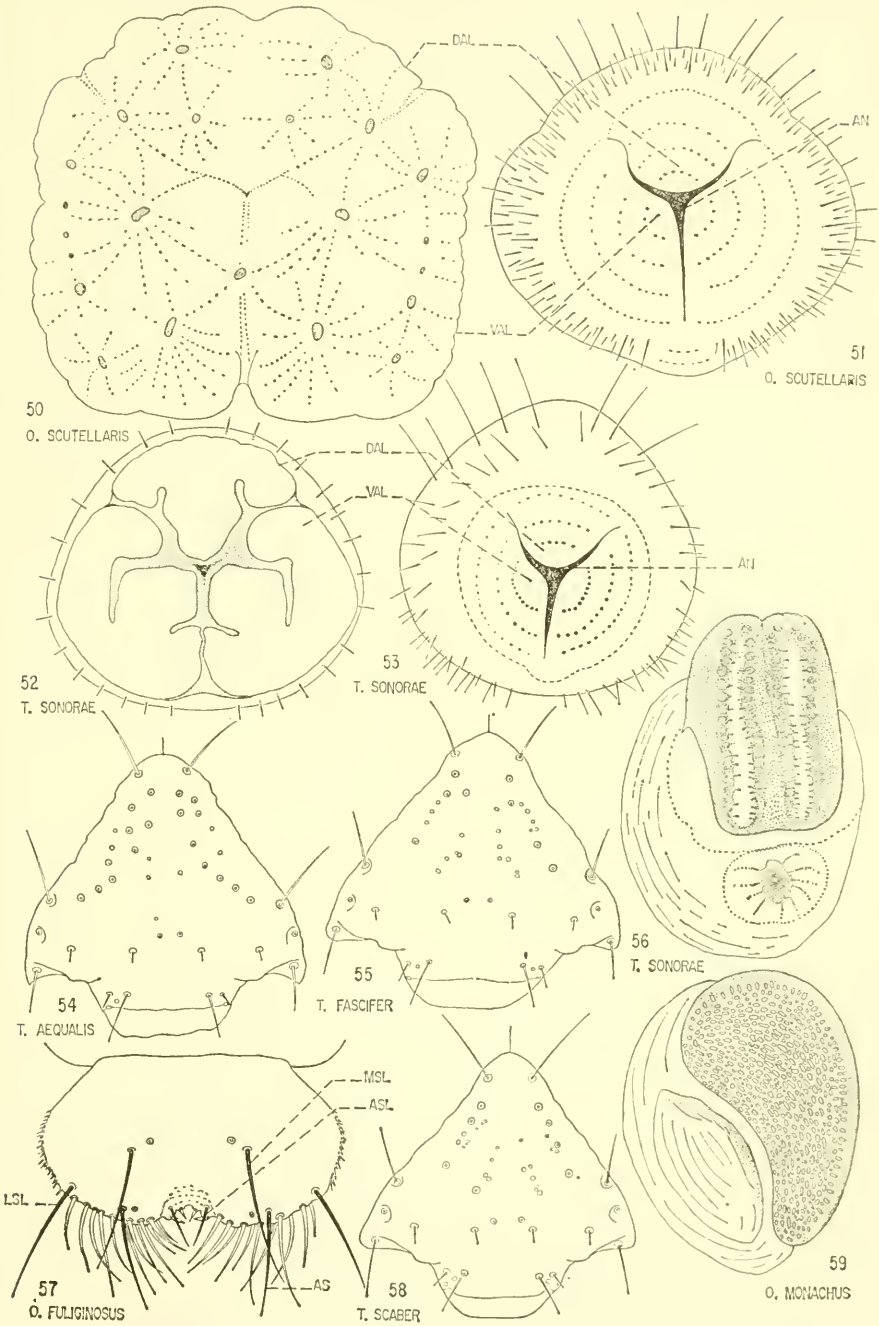 DAL
AN
VAL
51
O. SCUTELLARIS
50
O. SCUTELLARIS
DAL
VAL
AN
52
T. SONORAE
53
T. SONORAE
54
T. AEQUALIS
55
T. FASCIFER
56
T. SONORAE
MSL
ASL
LSL
AS
57
O. FULIGINOSUS
58
T. SCABER
59
O. MONACHUS